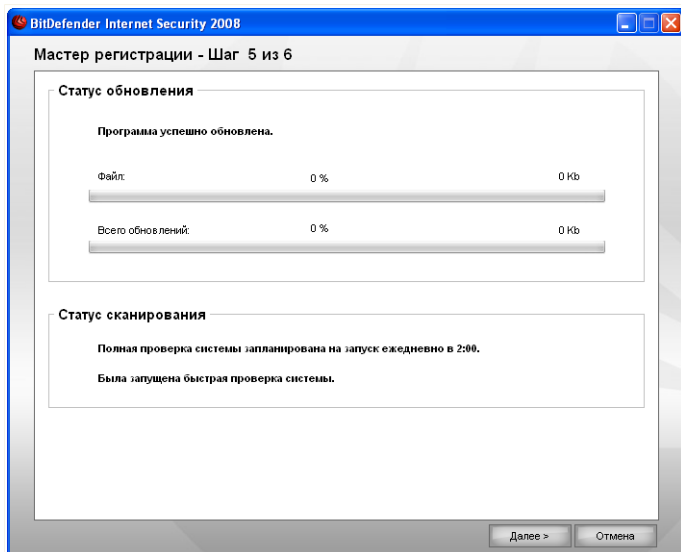 BitDefender Internet Security 2008
Мастер регистрации - Шаг 5 из 6
Статус обновления
Программа успешно обновлена.
Файл: 0 % 0 Kb
Всего обновлений: 0 % 0 Kb
Статус сканирования
Полная проверка системы запланирована на запуск ежедневно в 2:00.
Была запущена быстрая проверка системы.
Далее > Отмена